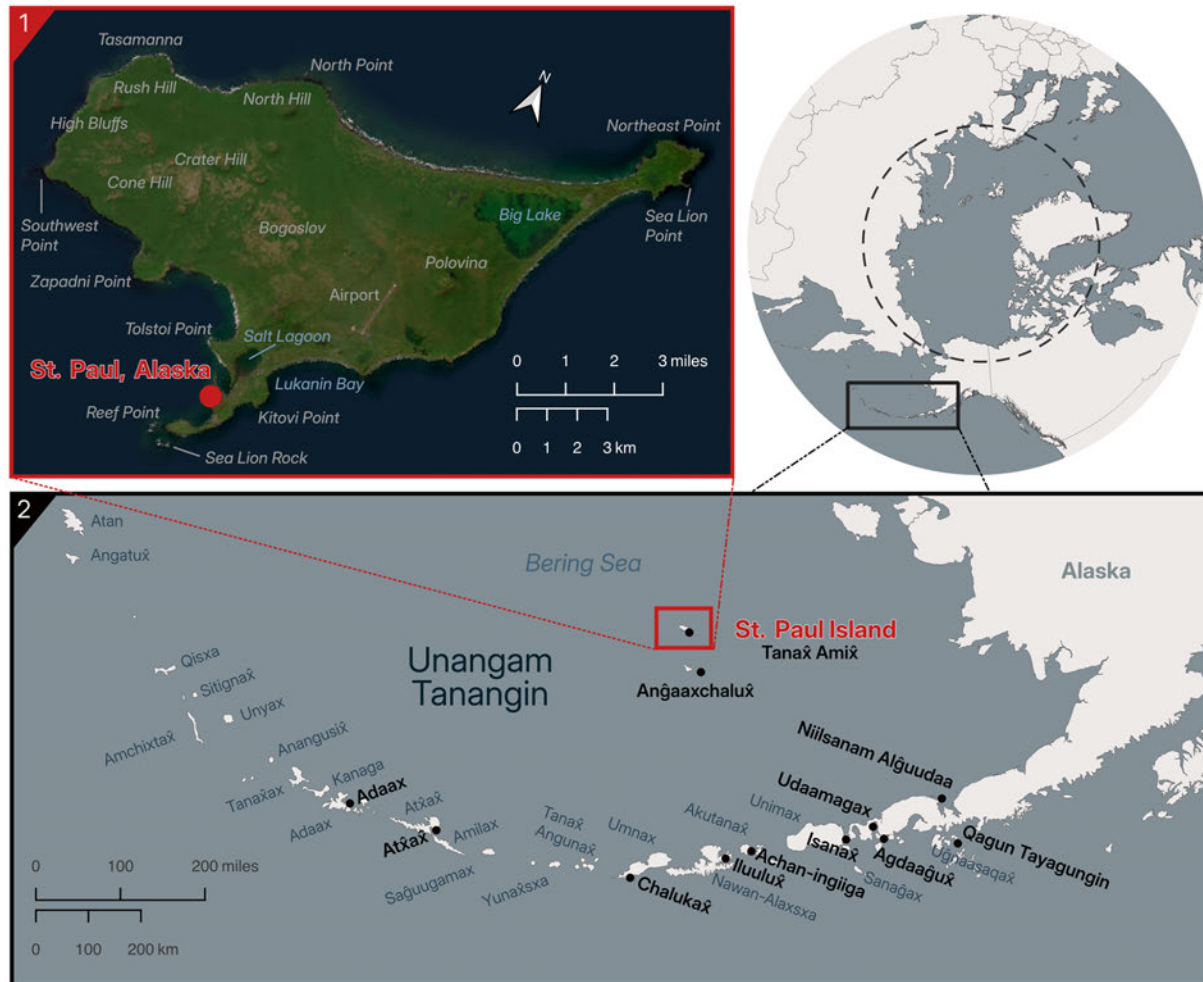 1
Tasamanna
Rush Hill
North Point
North Hill
N
High Bluffs
Northeast Point
Crater Hill
Cone Hill
Southwest
Point
Big Lake
Sea Lion
Point
Bogoslov
Polovina
Zapadni Point
Airport
Tolstoi Point
Salt Lagoon
St. Paul, Alaska
Lukanin Bay
Reef Point
Kitovi Point
Sea Lion Rock
0 1 2 3 miles
0 1 2 3 km
2
Atan
Angatux̂
Bering Sea
Alaska
St. Paul Island
Tanax̂ Amix̂
Anĝaaxchalux̂
Unangam
Tanangin
Qisxa
Sitignax̂
Unyax
Amchixtax̂
Anangusix̂
Kanaga
Tanax̂ax
Adaax
Adaax
Atx̂ax̂
Atx̂ax̂
Amilax
Saĝuugamax
Tanax̂
Angunax̂
Yunax̂sxa
Umnax
Chalukax̂
Akutanax̂
Iluulux̂
Achan-ingiiga
Nawan-Alaxsxa
Unimax
Isanax̂
Udaamagax
Agdaaĝux̂
Sanaĝax
Niilsanam Alĝuudaa
Qagun Tayagungin
Uĝnaasaqax̂
0 100 200 miles
0 100 200 km